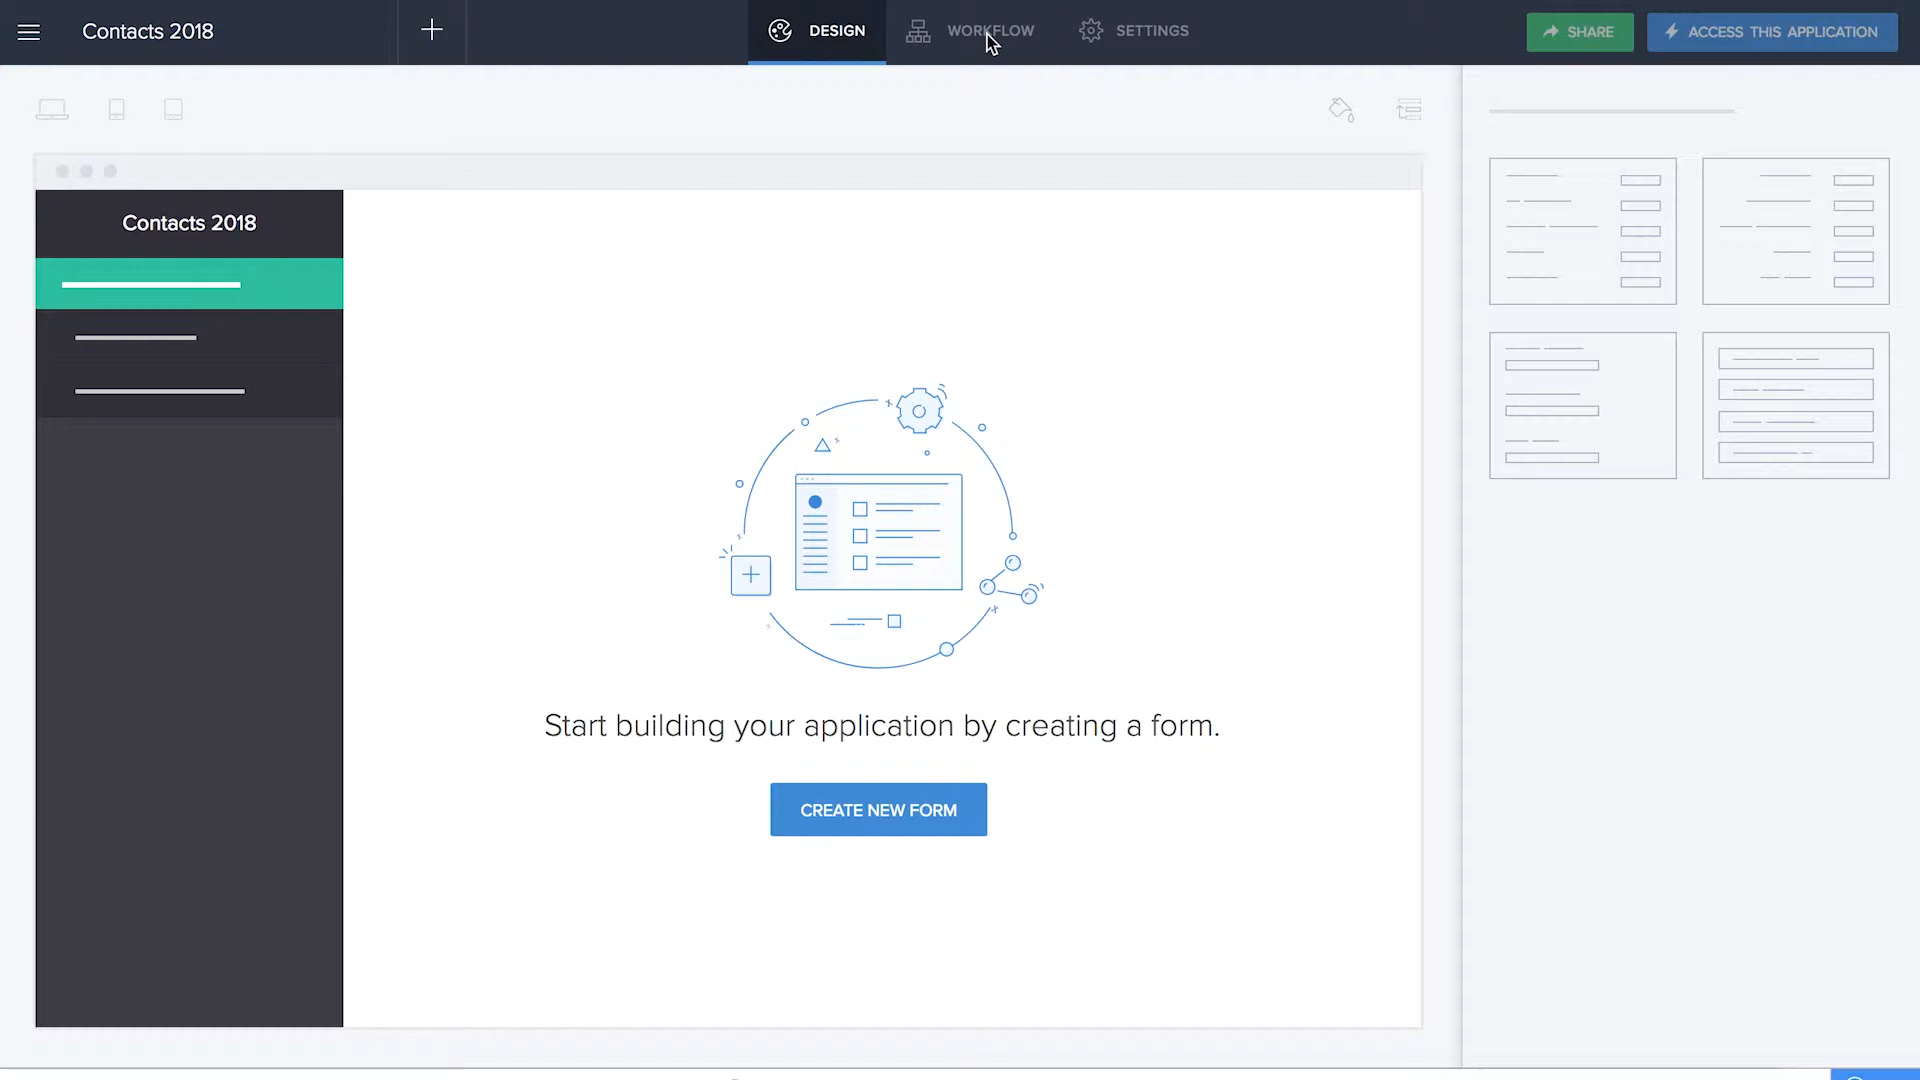 Contacts 2018
DESIGN
WORKFLOW
SETTINGS
SHARE
ACCESS THIS APPLICATION
Contacts 2018
Start building your application by creating a form.
CREATE NEW FORM